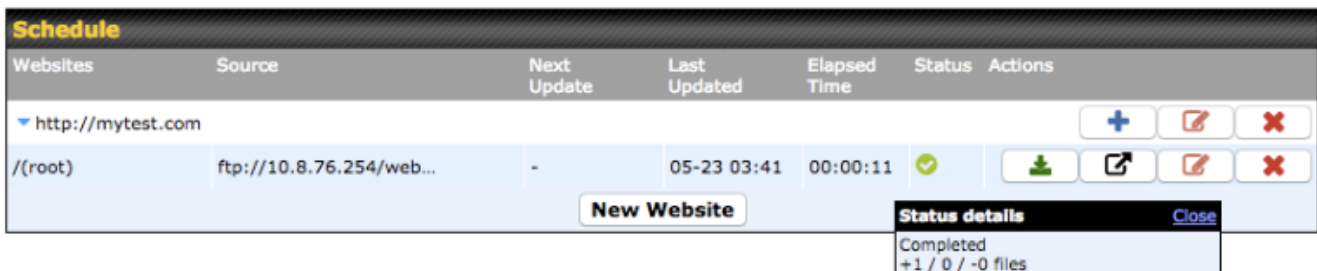 Schedule
Websites Source Next Update Last Updated Elapsed Time Status Actions
http://mytest.com
/(root) ftp://10.8.76.254/web... - 05-23 03:41 00:00:11
New Website
Status details Close
Completed
+1 / 0 / -0 files